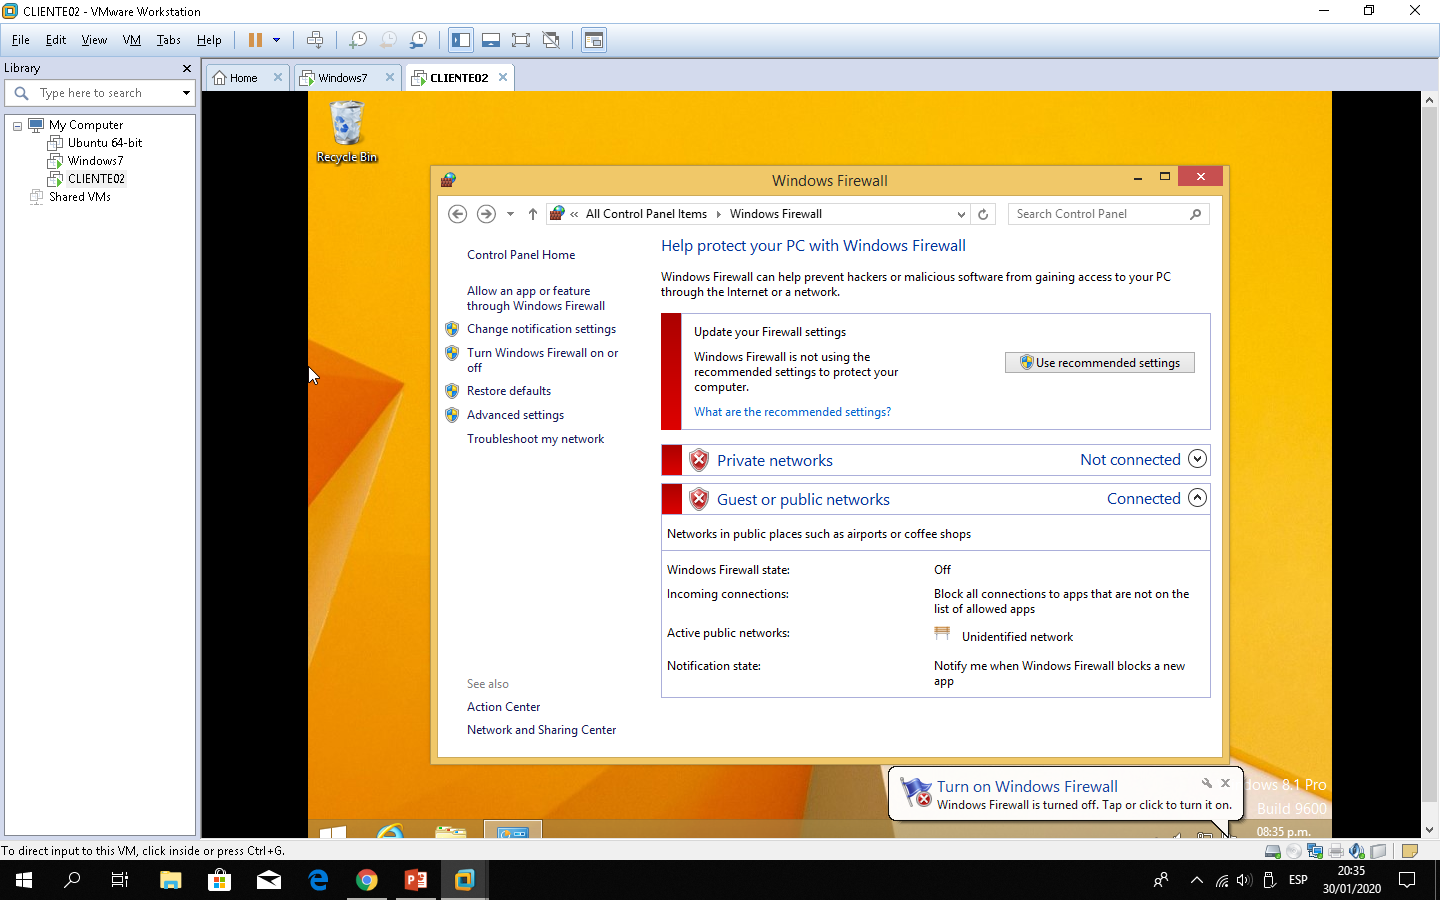 CLIENTE02 - VMware Workstation
File Edit View VM Tabs Help
Library
Type here to search
My Computer
Ubuntu 64-bit
Windows7
CLIENTE02
Shared VMs
Home
Windows7
CLIENTE02
Recycle Bin
Windows Firewall
« All Control Panel Items Windows Firewall
Search Control Panel
Control Panel Home
Allow an app or feature
through Windows Firewall
Change notification settings
Turn Windows Firewall on or
off
Restore defaults
Advanced settings
Troubleshoot my network
See also
Action Center
Network and Sharing Center
Help protect your PC with Windows Firewall
Windows Firewall can help prevent hackers or malicious software from gaining access to your PC
through the Internet or a network.
Update your Firewall settings
Windows Firewall is not using the
recommended settings to protect your
computer.
What are the recommended settings?
Use recommended settings
Private networks Not connected
Guest or public networks Connected
Networks in public places such as airports or coffee shops
Windows Firewall state: Off
Incoming connections: Block all connections to apps that are not on the
list of allowed apps
Active public networks: Unidentified network
Notification state: Notify me when Windows Firewall blocks a new
app
Turn on Windows Firewall
Windows Firewall is turned off. Tap or click to turn it on.
dows 8.1 Pro
Build 9600
08:35 p.m.
To direct input to this VM, click inside or press Ctrl+G.
ESP
20:35
30/01/2020